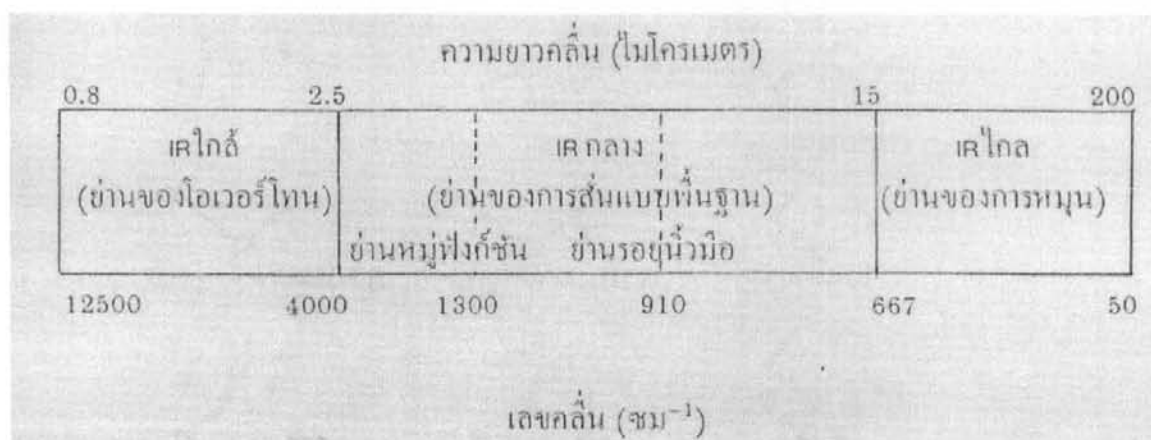 ความยาวคลื่น (ไมโครเมตร)
0.8 2.5 15 200
IRใกล้ IRกลาง IRไกล
(ย่านของโอเวอร์โทน) (ย่านของการสั่นแบบพื้นฐาน) (ย่านของการหมุน)
ย่านหมู่ฟังก์ชัน ย่านรอยนิ้วมือ
12500 4000 1300 910 667 50
เลขคลื่น (ซม⁻¹)